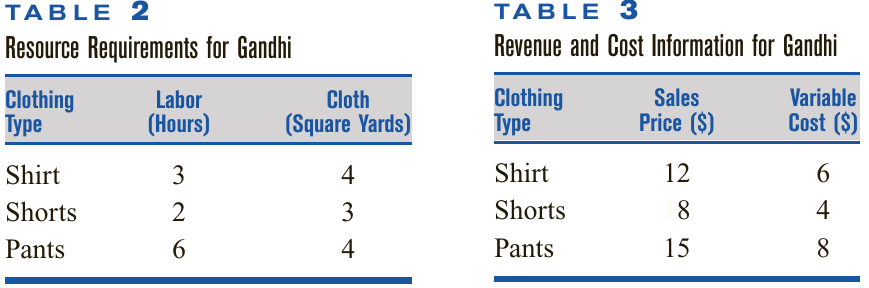 TABLE 2
Resource Requirements for Gandhi
Clothing Type Labor (Hours) Cloth (Square Yards)
Shirt 3 4
Shorts 2 3
Pants 6 4
TABLE 3
Revenue and Cost Information for Gandhi
Clothing Type Sales Price ($) Variable Cost ($)
Shirt 12 6
Shorts 8 4
Pants 15 8